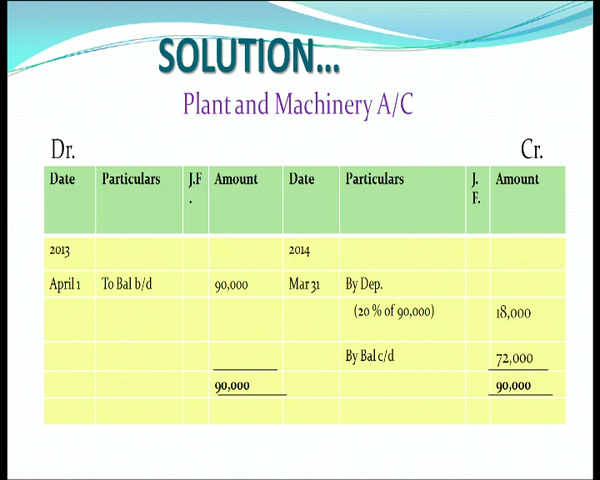 SOLUTION...
Plant and Machinery A/C
Dr. Cr.
Date Particulars J.F Amount Date Particulars J. Amount
. F.
2013 2014
April 1 To Bal b/d 90,000 Mar 31 By Dep.
(20 % of 90,000) 18,000
By Bal c/d 72,000
90,000 90,000